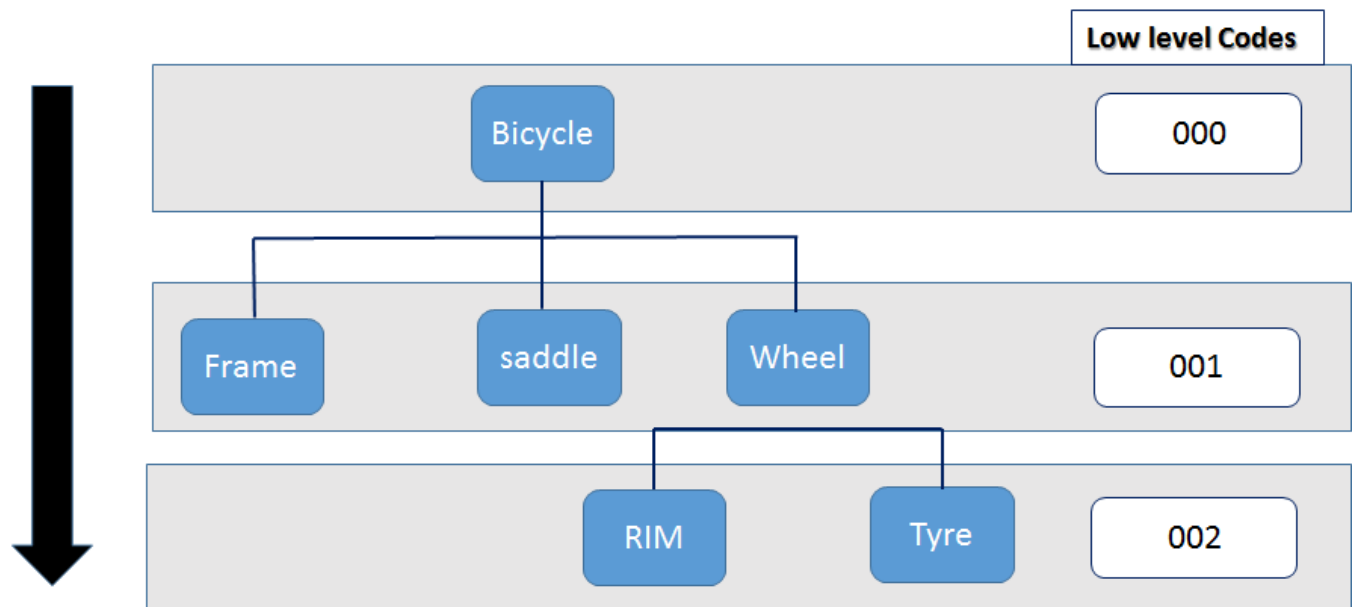 Low level Codes
Bicycle
000
Frame
saddle
Wheel
001
RIM
Tyre
002